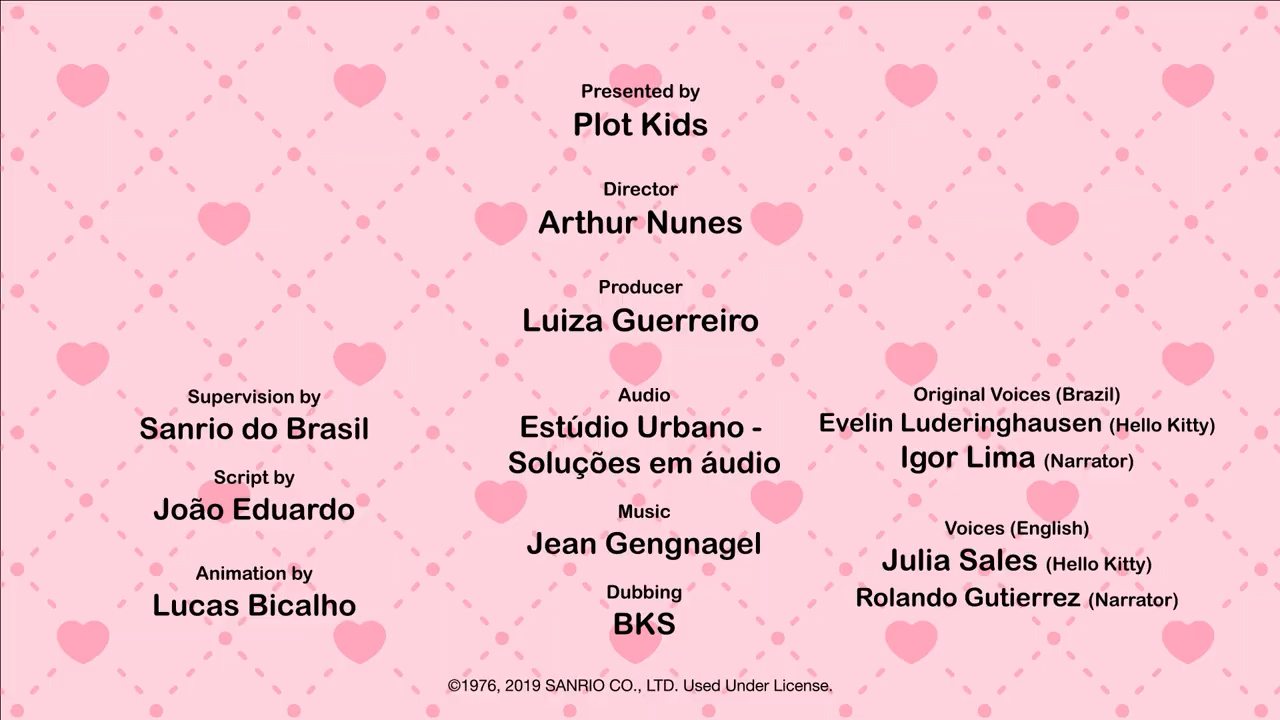 Presented by
Plot Kids
Director
Arthur Nunes
Producer
Luiza Guerreiro
Supervision by
Sanrio do Brasil
Script by
João Eduardo
Animation by
Lucas Bicalho
Audio
Estúdio Urbano -
Soluções em áudio
Music
Jean Gengnagel
Dubbing
BKS
Original Voices (Brazil)
Evelin Luderinghausen (Hello Kitty)
Igor Lima (Narrator)
Voices (English)
Julia Sales (Hello Kitty)
Rolando Gutierrez (Narrator)
©1976, 2019 SANRIO CO., LTD. Used Under License.